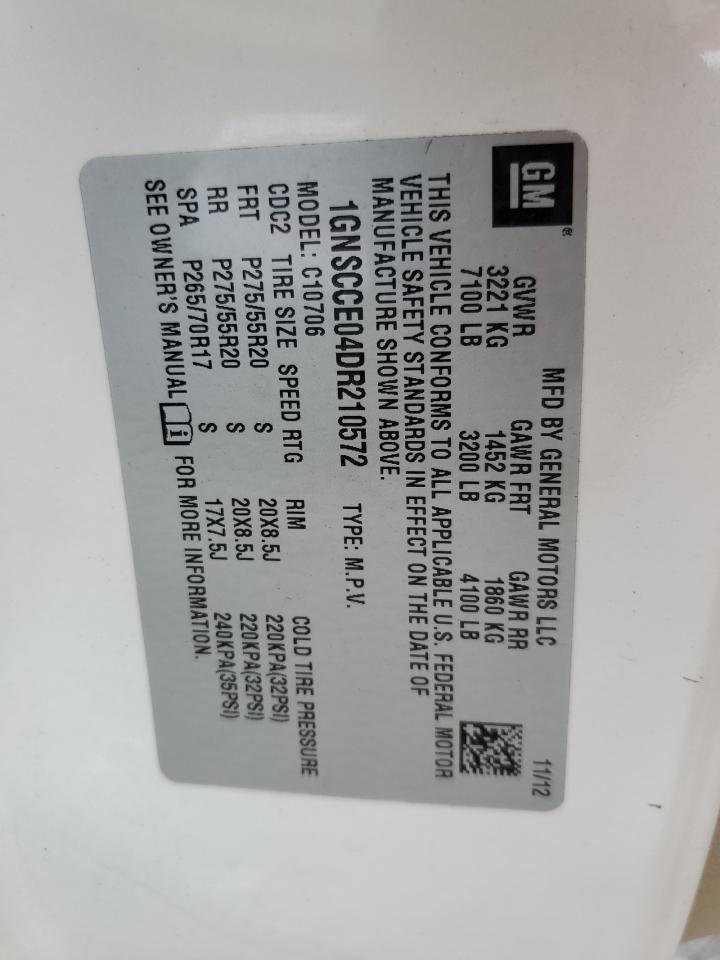 GM ®
MFD BY GENERAL MOTORS LLC 11/12
GVWR GAWR FRT GAWR RR
3221 KG 1452 KG 1860 KG
7100 LB 3200 LB 4100 LB
THIS VEHICLE CONFORMS TO ALL APPLICABLE U.S. FEDERAL MOTOR
VEHICLE SAFETY STANDARDS IN EFFECT ON THE DATE OF
MANUFACTURE SHOWN ABOVE.
1GNSCCE04DR210572 TYPE: M.P.V.
MODEL: C10706
CDC2 TIRE SIZE SPEED RTG RIM COLD TIRE PRESSURE
FRT P275/55R20 S 20X8.5J 220KPA(32PSI)
RR P275/55R20 S 20X8.5J 220KPA(32PSI)
SPA P265/70R17 S 17X7.5J 240KPA(35PSI)
SEE OWNER'S MANUAL i FOR MORE INFORMATION.